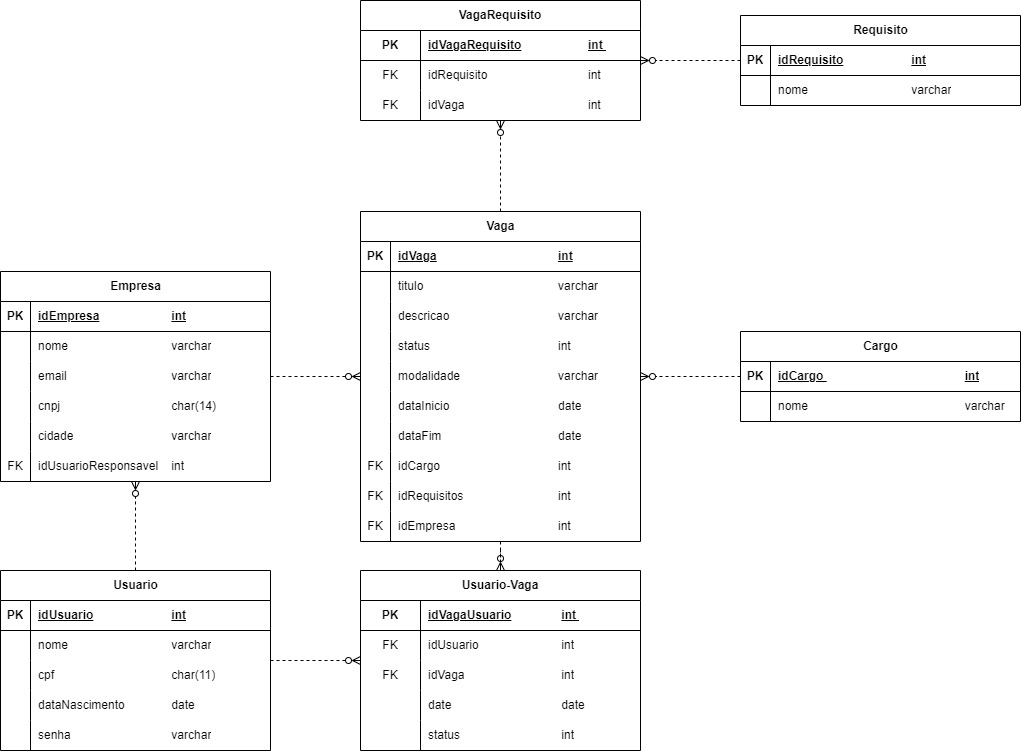 VagaRequisito
PK idVagaRequisito int
FK idRequisito int
FK idVaga int
Requisito
PK idRequisito int
nome varchar
Vaga
PK idVaga int
titulo varchar
descricao varchar
status int
modalidade varchar
dataInicio date
dataFim date
FK idCargo int
FK idRequisitos int
FK idEmpresa int
Empresa
PK idEmpresa int
nome varchar
email varchar
cnpj char(14)
cidade varchar
FK idUsuarioResponsavel int
Cargo
PK idCargo int
nome varchar
Usuario
PK idUsuario int
nome varchar
cpf char(11)
dataNascimento date
senha varchar
Usuario-Vaga
PK idVagaUsuario int
FK idUsuario int
FK idVaga int
date date
status int